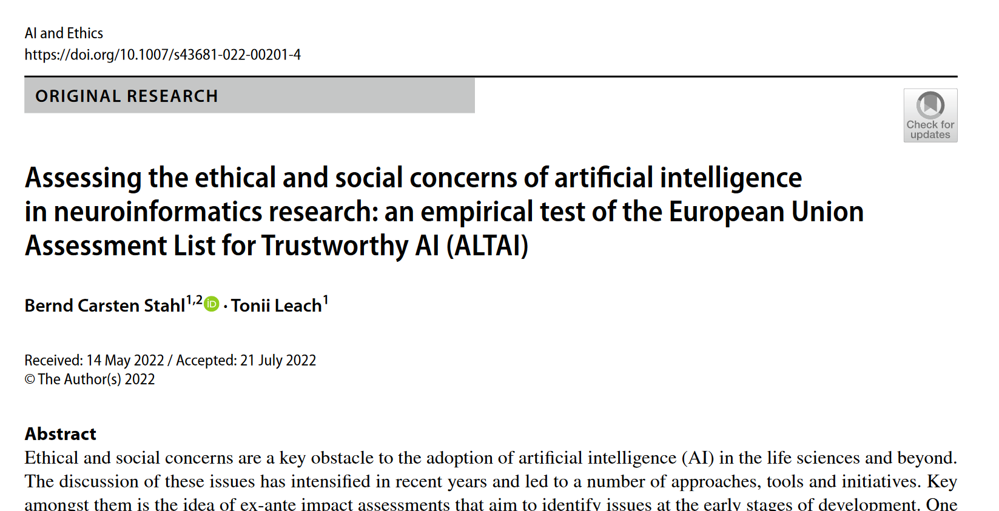 AI and Ethics
https://doi.org/10.1007/s43681-022-00201-4
ORIGINAL RESEARCH
Check for
updates
Assessing the ethical and social concerns of artificial intelligence
in neuroinformatics research: an empirical test of the European Union
Assessment List for Trustworthy AI (ALTAI)
Bernd Carsten Stahl1,2 iD · Tonii Leach1
Received: 14 May 2022 / Accepted: 21 July 2022
© The Author(s) 2022
Abstract
Ethical and social concerns are a key obstacle to the adoption of artificial intelligence (AI) in the life sciences and beyond.
The discussion of these issues has intensified in recent years and led to a number of approaches, tools and initiatives. Key
amongst them is the idea of ex-ante impact assessments that aim to identify issues at the early stages of development. One